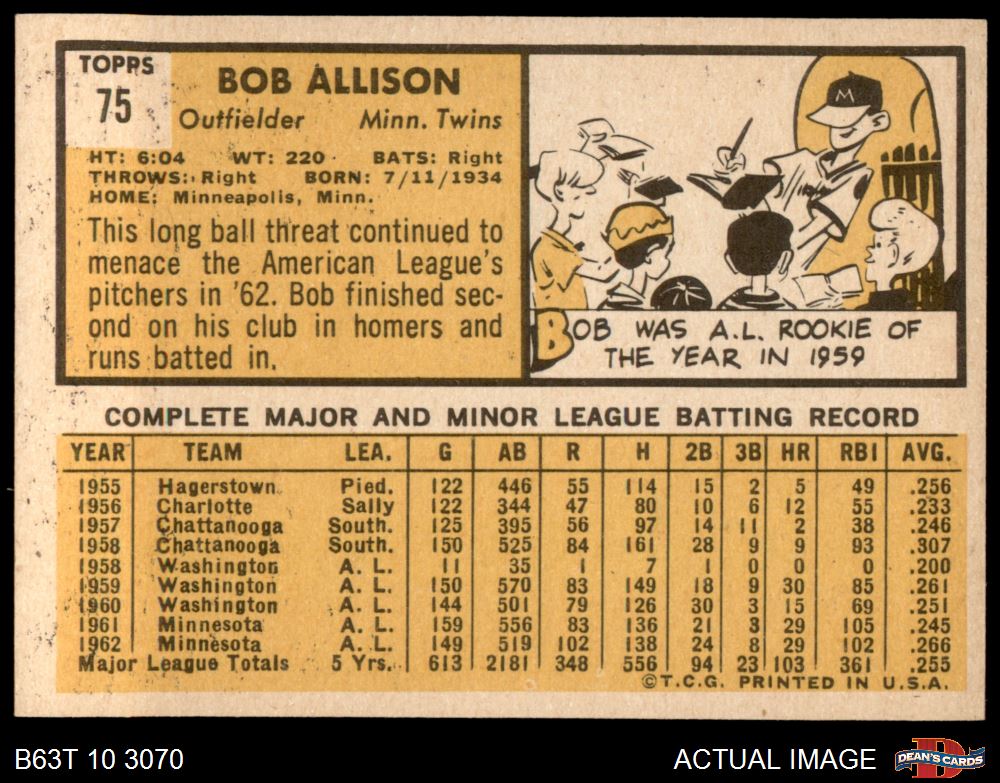 TOPPS
75
BOB ALLISON
Outfielder Minn. Twins
HT: 6:04 WT: 220 BATS: Right
THROWS: Right BORN: 7/11/1934
HOME: Minneapolis, Minn.
This long ball threat continued to
menace the American League's
pitchers in '62. Bob finished sec-
ond on his club in homers and
runs batted in.
M
BOB WAS A.L. ROOKIE OF
THE YEAR IN 1959
COMPLETE MAJOR AND MINOR LEAGUE BATTING RECORD
YEAR TEAM LEA. G AB R H 2B 3B HR RBI AVG.
1955 Hagerstown Pied. 122 446 55 114 15 2 5 49 .256
1956 Charlotte Sally 122 344 47 80 10 6 12 55 .233
1957 Chattanooga South. 125 395 56 97 14 11 2 38 .246
1958 Chattanooga South. 150 525 84 161 28 9 9 93 .307
1958 Washington A. L. 11 35 1 7 1 0 0 0 .200
1959 Washington A. L. 150 570 83 149 18 9 30 85 .261
1960 Washington A. L. 144 501 79 126 30 3 15 69 .251
1961 Minnesota A. L. 159 556 83 136 21 3 29 105 .245
1962 Minnesota A. L. 149 519 102 138 24 8 29 102 .266
Major League Totals 5 Yrs. 613 2181 348 556 94 23 103 361 .255
©T.C.G. PRINTED IN U.S.A.
B63T 10 3070 ACTUAL IMAGE
D
DEAN'S CARDS